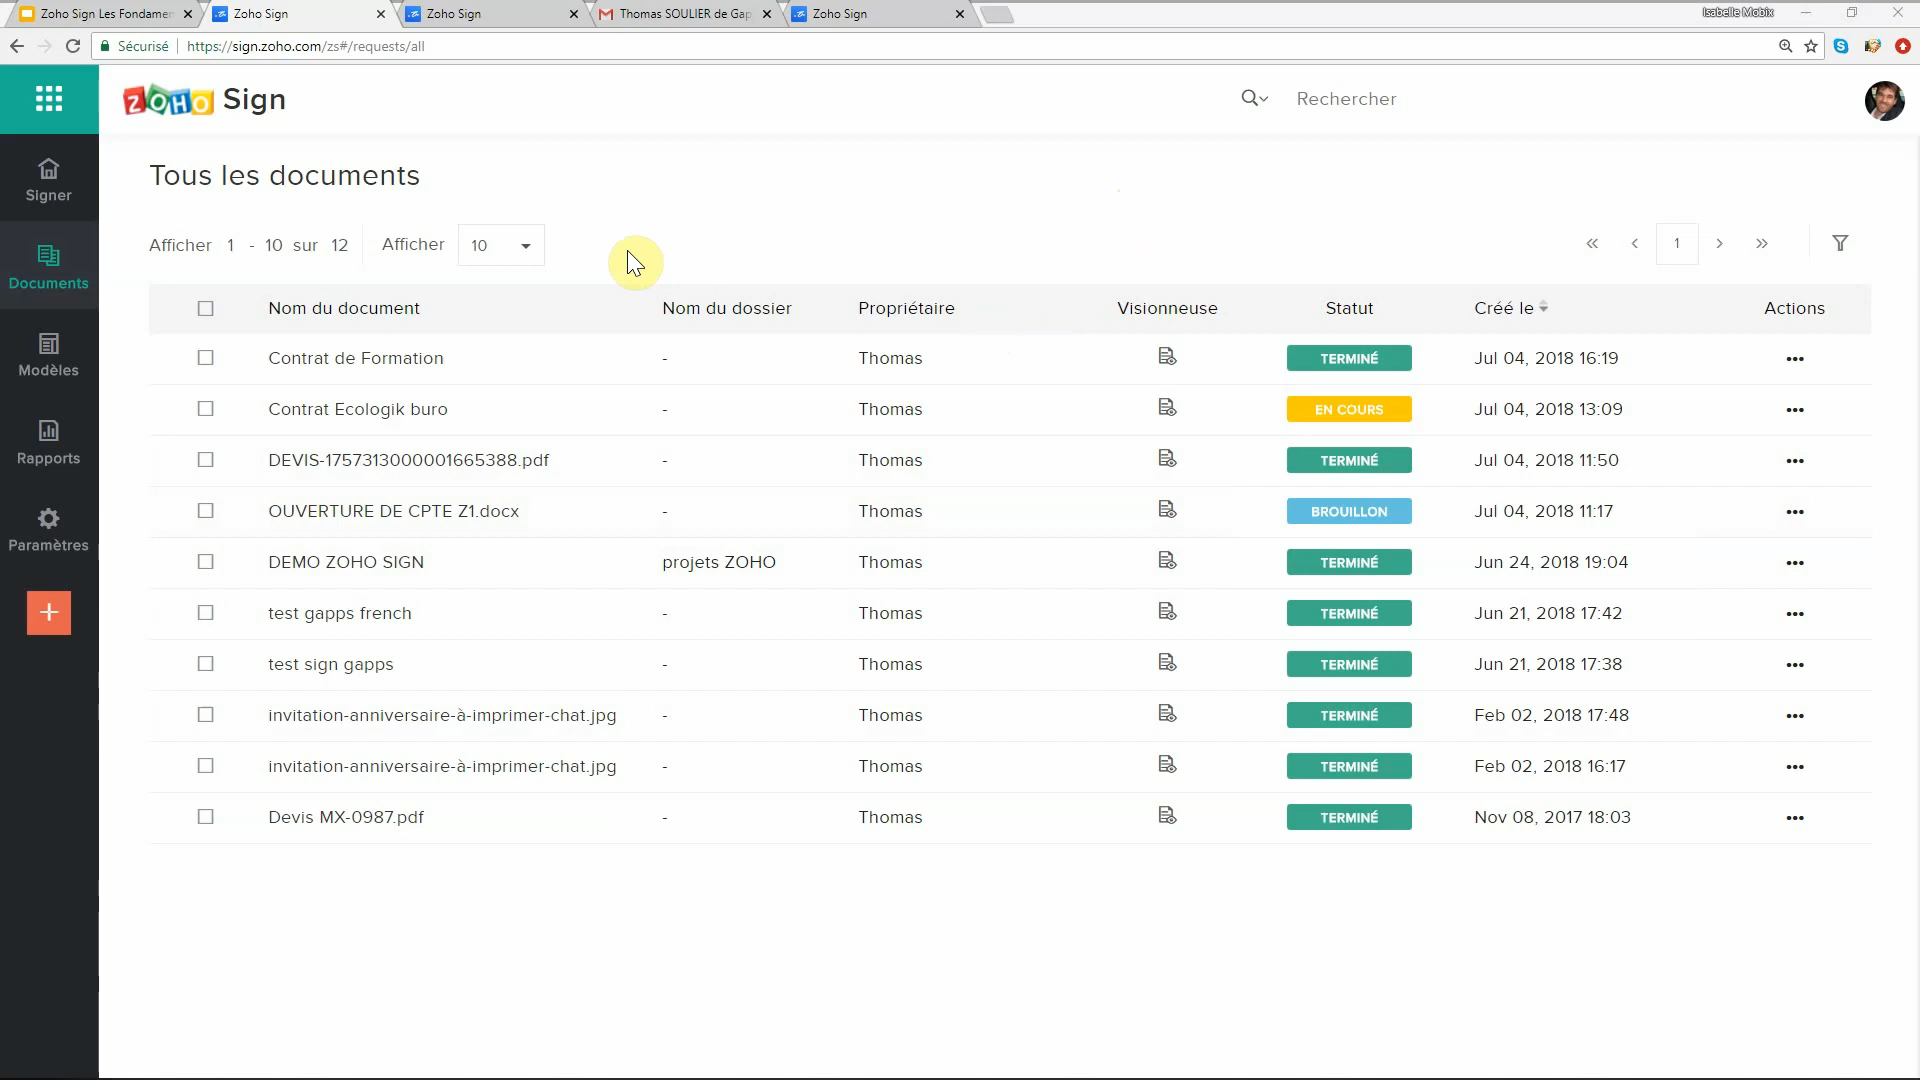 Zoho Sign Les Fondamen
Zoho Sign
Zoho Sign
Thomas SOULIER de Gap
Zoho Sign
Isabelle Mobix
Sécurisé
https://sign.zoho.com/zs#/requests/all
ZOHO Sign
Rechercher
Signer
Documents
Modèles
Rapports
Paramètres
Tous les documents
Afficher 1 - 10 sur 12 Afficher 10
1
Nom du document Nom du dossier Propriétaire Visionneuse Statut Créé le Actions
Contrat de Formation - Thomas TERMINÉ Jul 04, 2018 16:19
Contrat Ecologik buro - Thomas EN COURS Jul 04, 2018 13:09
DEVIS-1757313000001665388.pdf - Thomas TERMINÉ Jul 04, 2018 11:50
OUVERTURE DE CPTE Z1.docx - Thomas BROUILLON Jul 04, 2018 11:17
DEMO ZOHO SIGN projets ZOHO Thomas TERMINÉ Jun 24, 2018 19:04
test gapps french - Thomas TERMINÉ Jun 21, 2018 17:42
test sign gapps - Thomas TERMINÉ Jun 21, 2018 17:38
invitation-anniversaire-à-imprimer-chat.jpg - Thomas TERMINÉ Feb 02, 2018 17:48
invitation-anniversaire-à-imprimer-chat.jpg - Thomas TERMINÉ Feb 02, 2018 16:17
Devis MX-0987.pdf - Thomas TERMINÉ Nov 08, 2017 18:03